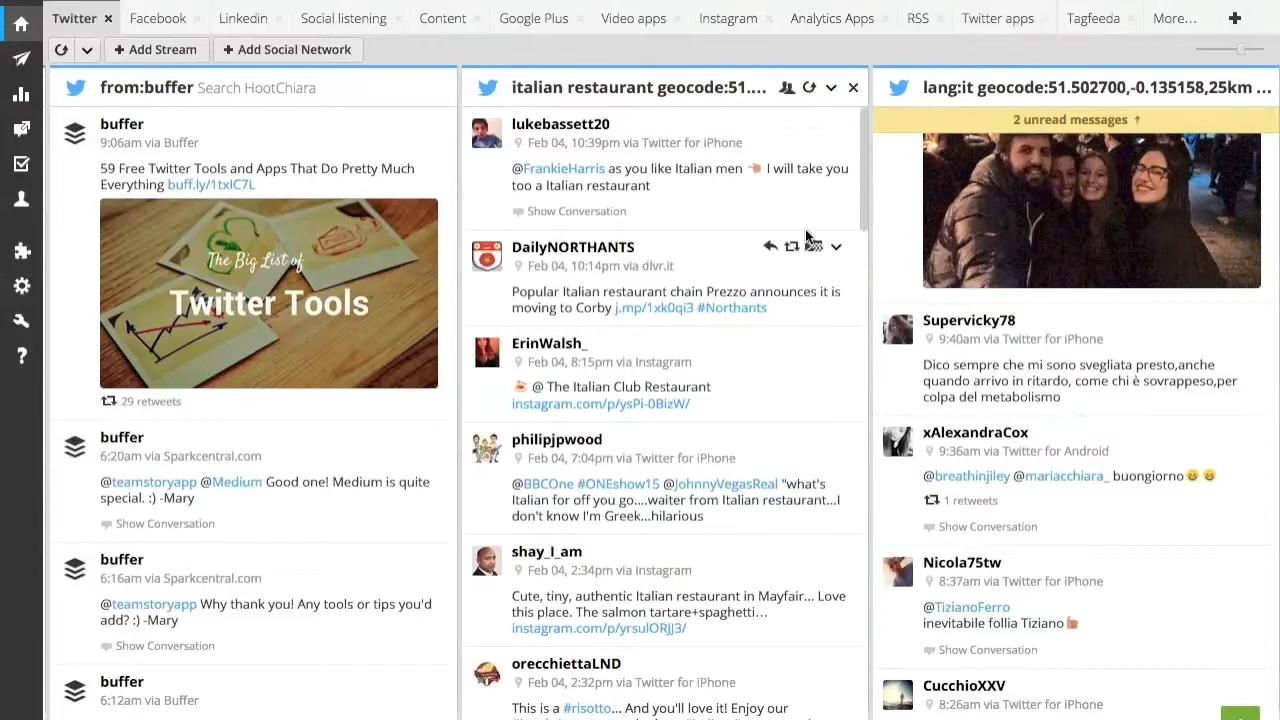 Twitter × Facebook × Linkedin × Social listening × Content × Google Plus × Video apps × Instagram × Analytics Apps × RSS × Twitter apps × Tagfeeda × More... +
+ Add Stream + Add Social Network
from:buffer Search HootChiara
buffer
9:06am via Buffer
59 Free Twitter Tools and Apps That Do Pretty Much
Everything buff.ly/1txlC7L
The Big List of
Twitter Tools
29 retweets
buffer
6:20am via Sparkcentral.com
@teamstoryapp @Medium Good one! Medium is quite
special. :) -Mary
Show Conversation
buffer
6:16am via Sparkcentral.com
@teamstoryapp Why thank you! Any tools or tips you'd
add? :) -Mary
Show Conversation
buffer
6:12am via Buffer
italian restaurant geocode:51....
lukebassett20
Feb 04, 10:39pm via Twitter for iPhone
@FrankieHarris as you like Italian men I will take you
too a Italian restaurant
Show Conversation
DailyNORTHANTS
Feb 04, 10:14pm via dlvr.it
Popular Italian restaurant chain Prezzo announces it is
moving to Corby j.mp/1xk0qi3 #Northants
ErinWalsh_
Feb 04, 8:15pm via Instagram
@ The Italian Club Restaurant
instagram.com/p/ysPi-0BizW/
philipjpwood
Feb 04, 7:04pm via Twitter for iPhone
@BBCOne #ONEshow15 @JohnnyVegasReal "what's
Italian for off you go....waiter from Italian restaurant...I
don't know I'm Greek...hilarious
shay_l_am
Feb 04, 2:34pm via Instagram
Cute, tiny, authentic Italian restaurant in Mayfair... Love
this place. The salmon tartare+spaghetti…
instagram.com/p/yrsulORJJ3/
orecchiettaLND
Feb 04, 2:32pm via Twitter for iPhone
This is a #risotto... And you'll love it! Enjoy our
lang:it geocode:51.502700,-0.135158,25km ...
2 unread messages ↑
Supervicky78
9:40am via Twitter for iPhone
Dico sempre che mi sono svegliata presto,anche
quando arrivo in ritardo, come chi è sovrappeso,per
colpa del metabolismo
xAlexandraCox
9:36am via Twitter for Android
@breathinjiley @mariacchiara_ buongiorno😄😄
1 retweets
Show Conversation
Nicola75tw
8:37am via Twitter for iPhone
@TizianoFerro
inevitabile follia Tiziano👍
Show Conversation
CucchioXXV
8:26am via Twitter for iPhone